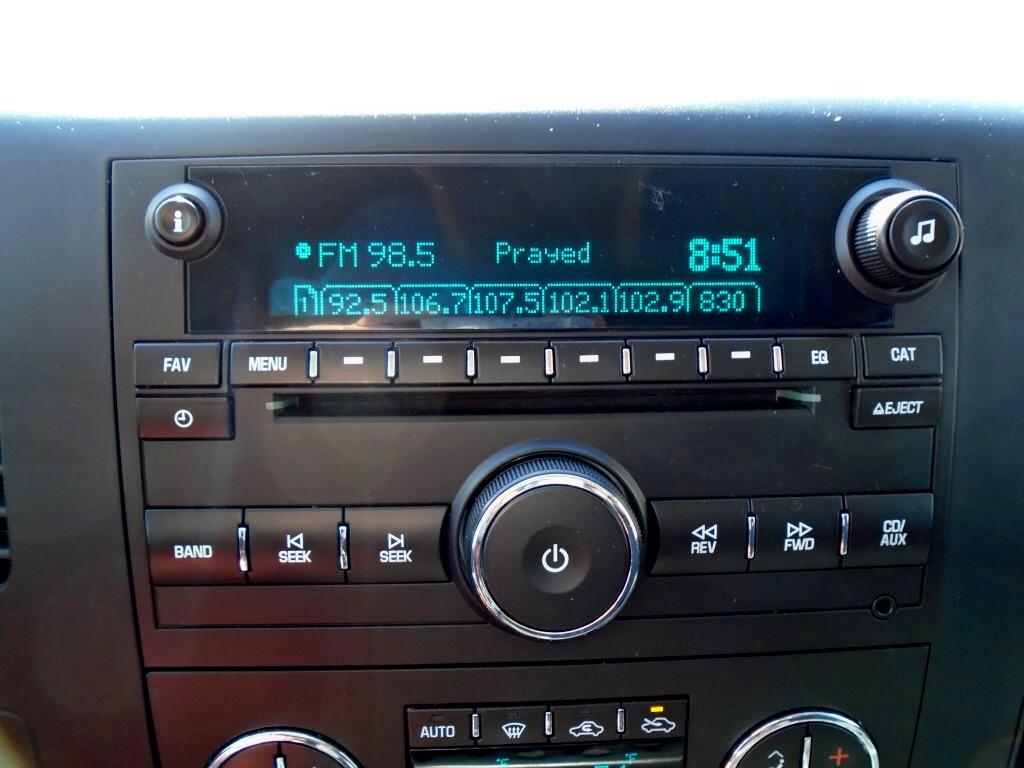 FM 98.5 Prayed 8:51
1 92.5 106.7 107.5 102.1 102.9 830
FAV MENU EQ CAT
EJECT
BAND SEEK SEEK REV FWD CD/
AUX
AUTO